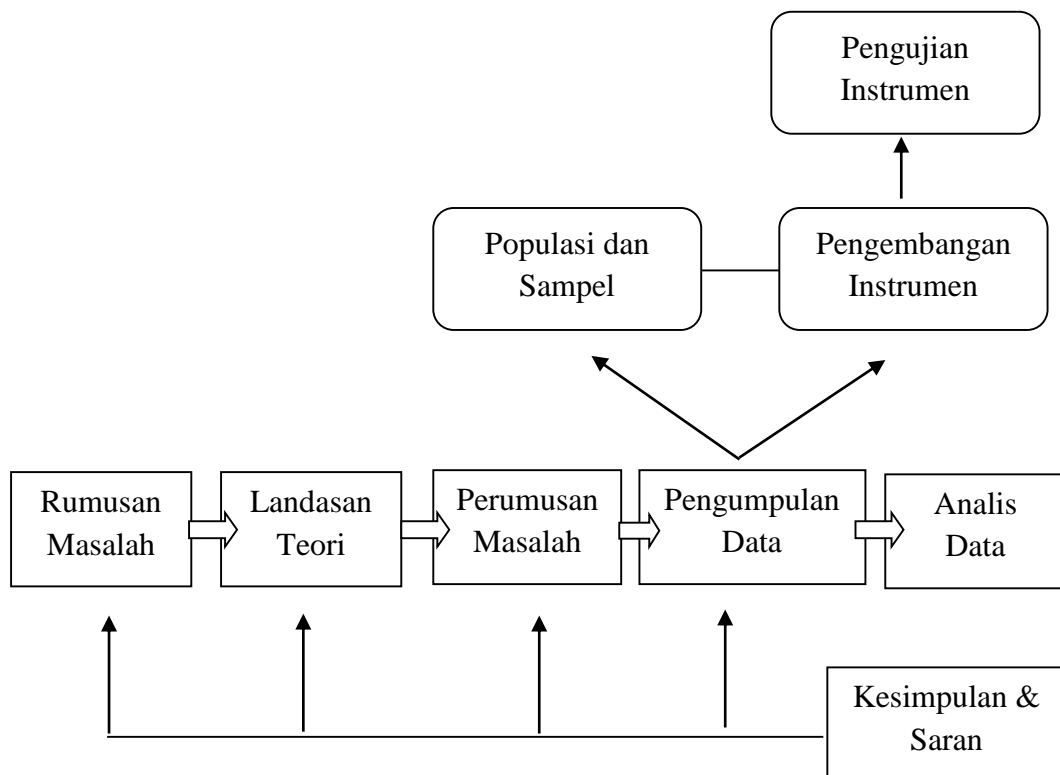 Pengujian
Instrumen
Populasi dan
Sampel
Pengembangan
Instrumen
Rumusan
Masalah
Landasan
Teori
Perumusan
Masalah
Pengumpulan
Data
Analis
Data
Kesimpulan &
Saran